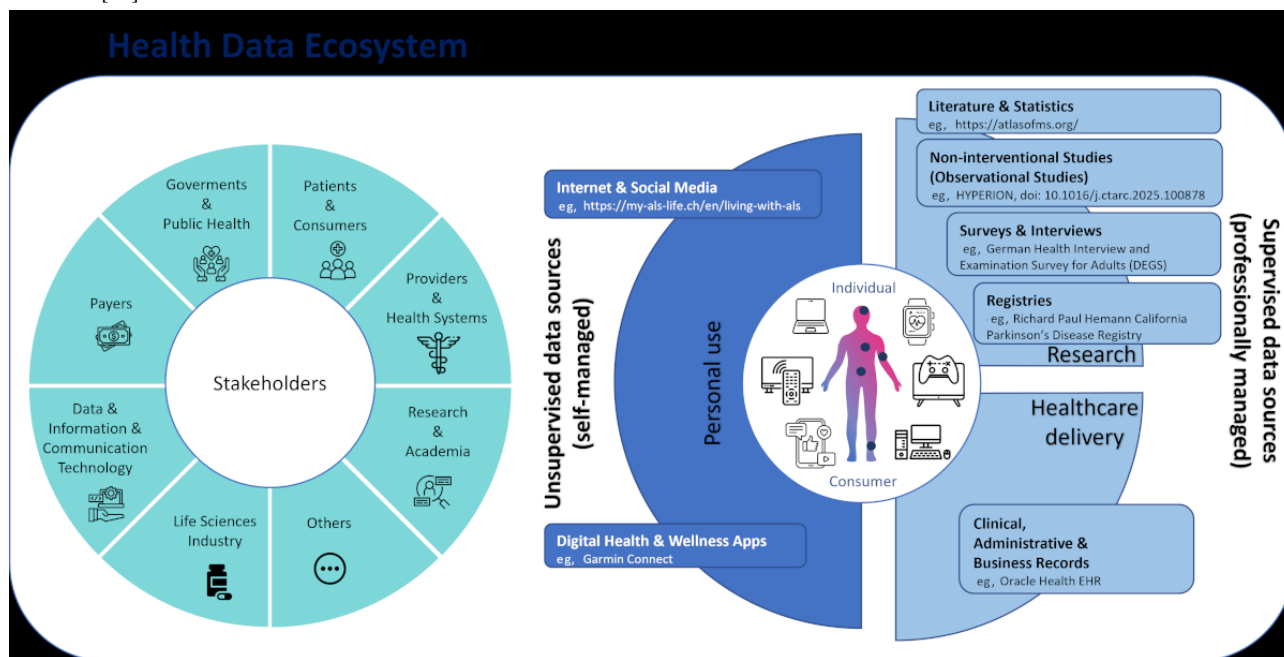 Health Data Ecosystem
Goverments
&
Public Health
Patients
&
Consumers
Providers
&
Health Systems
Research
&
Academia
Others
Life Sciences
Industry
Data &
Information &
Communication
Technology
Payers
Stakeholders
Unsupervised data sources
(self-managed)
Internet & Social Media
eg, https://my-als-life.ch/en/living-with-als
Personal use
Digital Health & Wellness Apps
eg, Garmin Connect
Individual
Consumer
Literature & Statistics
eg, https://atlasofms.org/
Non-interventional Studies
(Observational Studies)
eg, HYPERION, doi: 10.1016/j.ctarc.2025.100878
Surveys & Interviews
eg, German Health Interview and
Examination Survey for Adults (DEGS)
Registries
eg, Richard Paul Hemann California
Parkinson's Disease Registry
Research
Healthcare
delivery
Clinical,
Administrative &
Business Records
eg, Oracle Health EHR
Supervised data sources
(professionally managed)